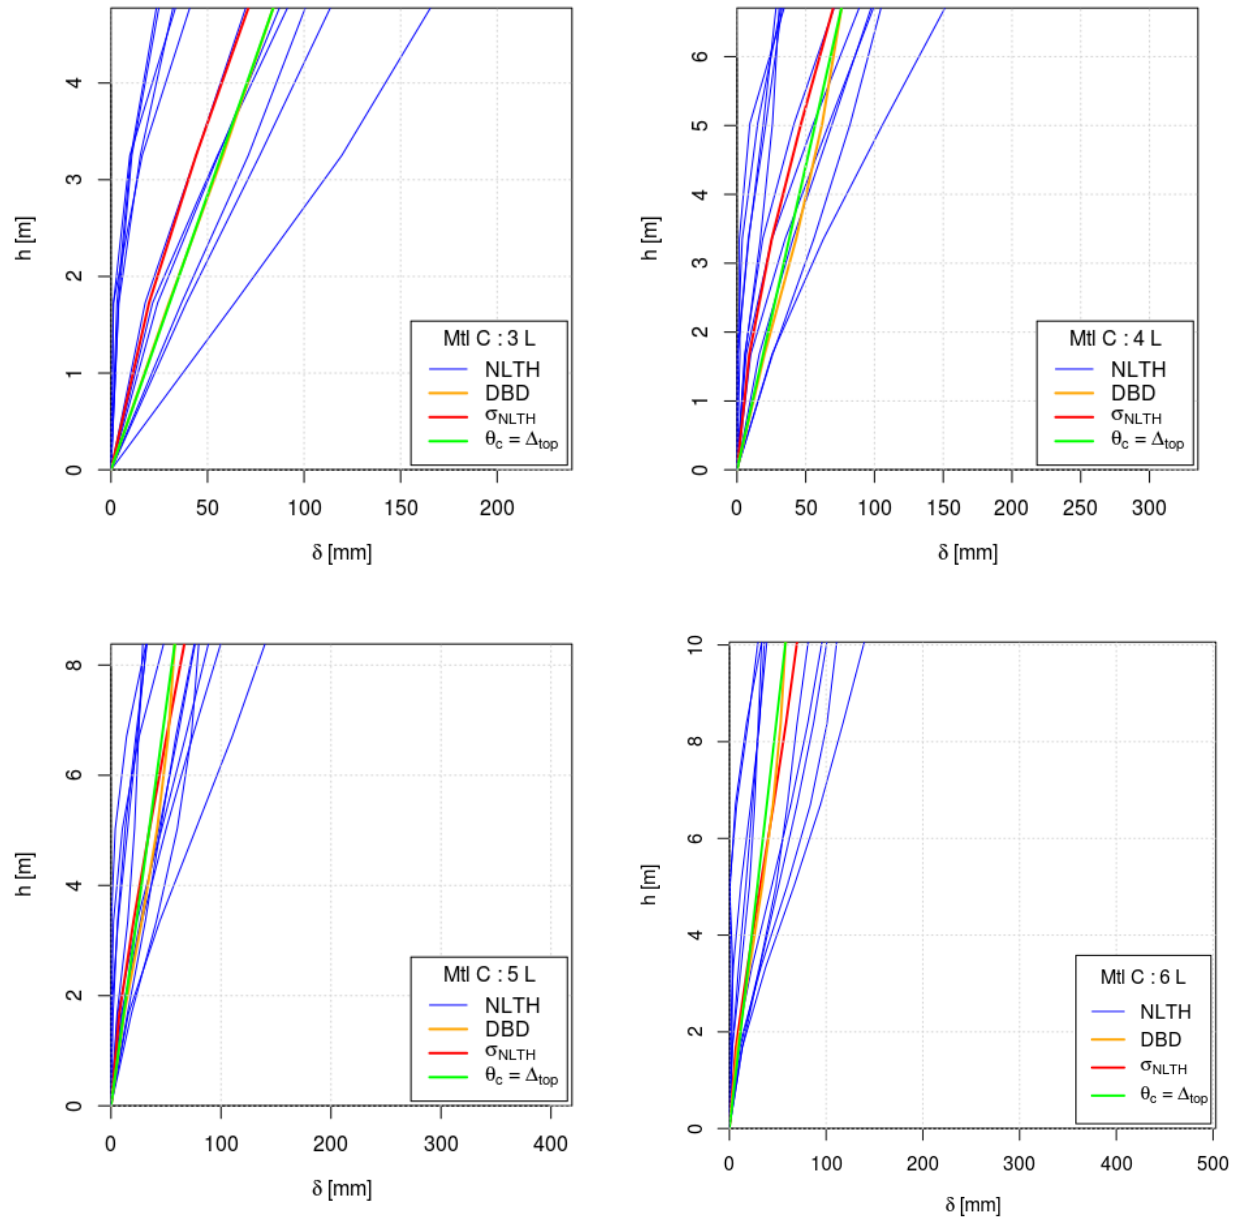 h [m]
4
3
2
1
0
0 50 100 150 200
δ [mm]
Mtl C : 3 L
NLTH
DBD
σNLTH
θc = Δtop
h [m]
6
5
4
3
2
1
0
0 50 100 150 200 250 300
δ [mm]
Mtl C : 4 L
NLTH
DBD
σNLTH
θc = Δtop
h [m]
8
6
4
2
0
0 100 200 300 400
δ [mm]
Mtl C : 5 L
NLTH
DBD
σNLTH
θc = Δtop
h [m]
10
8
6
4
2
0
0 100 200 300 400 500
δ [mm]
Mtl C : 6 L
NLTH
DBD
σNLTH
θc = Δtop